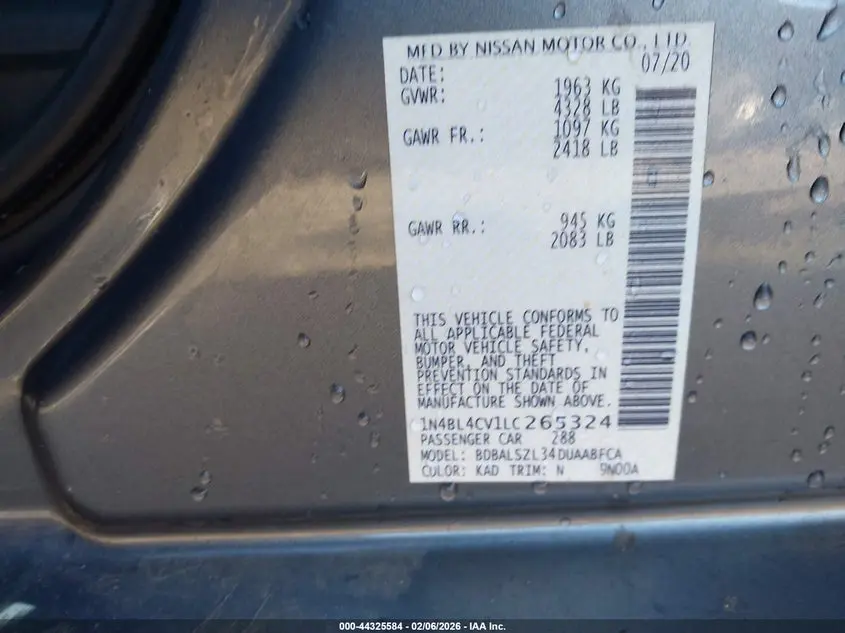 MFD BY NISSAN MOTOR CO., LTD.
DATE: 07/20
GVWR: 1963 KG
4328 LB
GAWR FR.: 1097 KG
2418 LB
GAWR RR.: 945 KG
2083 LB
THIS VEHICLE CONFORMS TO
ALL APPLICABLE FEDERAL
MOTOR VEHICLE SAFETY,
BUMPER, AND THEFT
PREVENTION STANDARDS IN
EFFECT ON THE DATE OF
MANUFACTURE SHOWN ABOVE.
1N4BL4CV1LC265324
PASSENGER CAR 288
MODEL: BDBALSZL34DUAABFCA
COLOR: KAD TRIM: N 9N00A
000-44325584 | 02/06/2026 | IAA Inc.